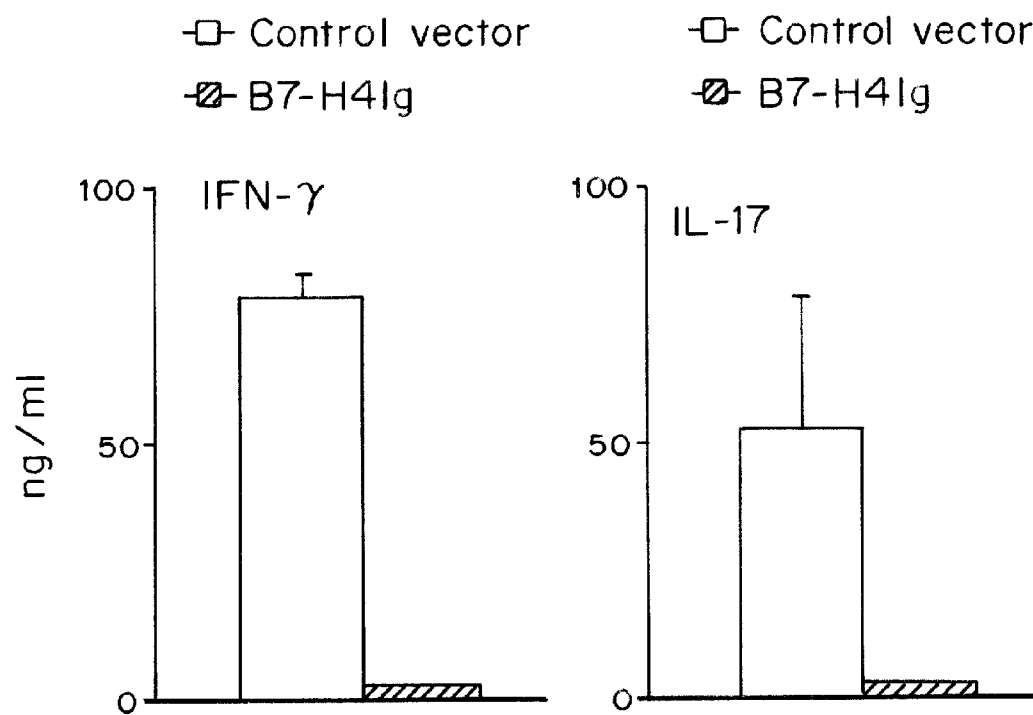 Control vector
B7-H4Ig
Control vector
B7-H4Ig
IFN-γ
100
50
0
ng/ml
IL-17
100
50
0